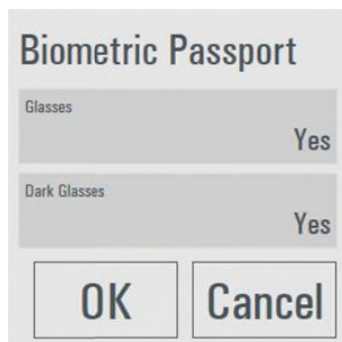 Biometric Passport
Glasses
Yes
Dark Glasses
Yes
OK
Cancel